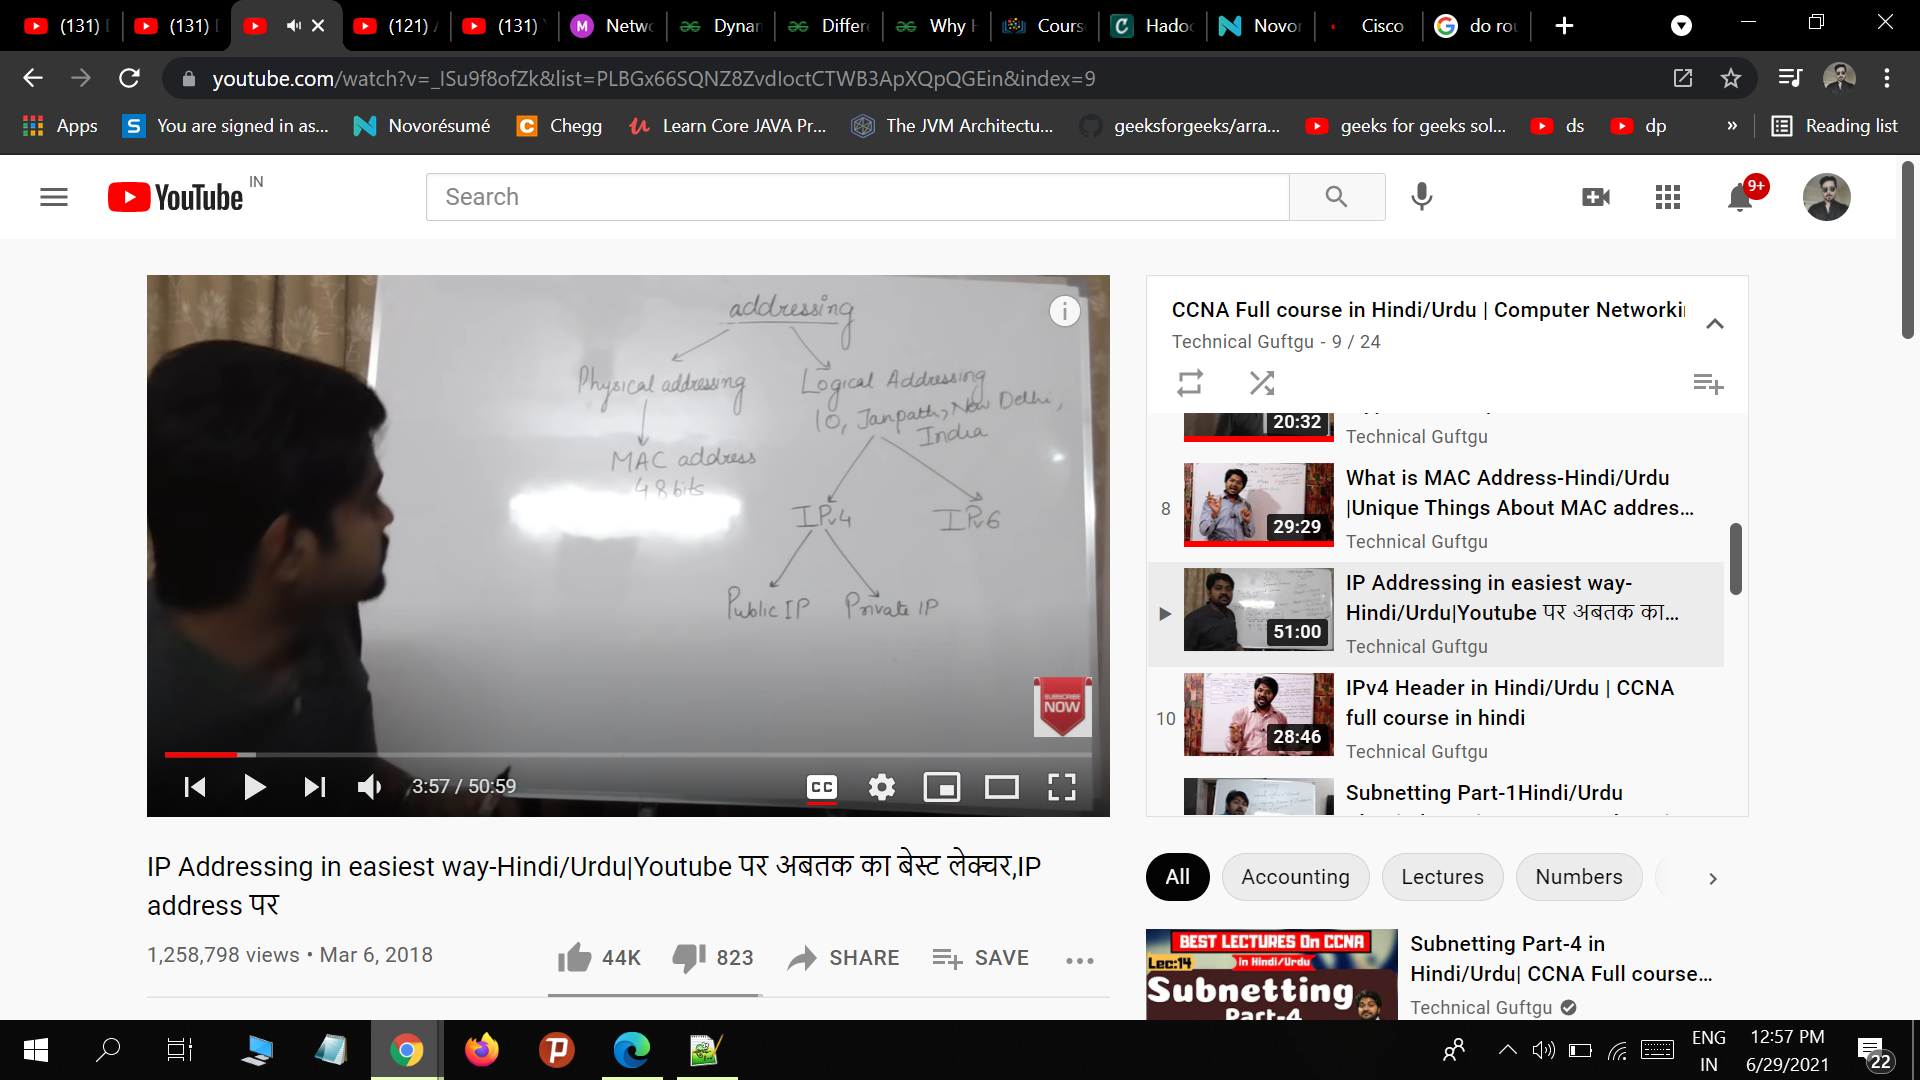 (131)
(131)
(121)
(131)
Netwo
Dynan
Differe
Why H
Cours
Hadoo
Novor
Cisco
do rou
youtube.com/watch?v=_ISu9f8ofZk&list=PLBGx66SQNZ8ZvdIoctCTWB3ApXQpQGEin&index=9
Apps
You are signed in as...
Novorésumé
Chegg
Learn Core JAVA Pr...
The JVM Architectu...
geeksforgeeks/arra...
geeks for geeks sol...
ds
dp
»
Reading list
YouTube IN
Search
9+
addressing
Physical addressing
Logical Addressing
10, Janpath, New Delhi,
India
MAC address
48 bits
IPv4
IPv6
Public IP
Private IP
SUBSCRIBE
NOW
3:57 / 50:59
CC
CCNA Full course in Hindi/Urdu | Computer Networkin
Technical Guftgu - 9 / 24
20:32
Technical Guftgu
8
29:29
What is MAC Address-Hindi/Urdu
|Unique Things About MAC addres...
Technical Guftgu
51:00
IP Addressing in easiest way-
Hindi/Urdu|Youtube पर अबतक का...
Technical Guftgu
10
28:46
IPv4 Header in Hindi/Urdu | CCNA
full course in hindi
Technical Guftgu
Subnetting Part-1Hindi/Urdu
IP Addressing in easiest way-Hindi/Urdu|Youtube पर अबतक का बेस्ट लेक्चर,IP
address पर
1,258,798 views • Mar 6, 2018
44K
823
SHARE
SAVE
All
Accounting
Lectures
Numbers
BEST LECTURES On CCNA
Lec:14
in Hindi/Urdu
Subnetting
Part-4
Subnetting Part-4 in
Hindi/Urdu| CCNA Full course...
Technical Guftgu
ENG
IN
12:57 PM
6/29/2021
22